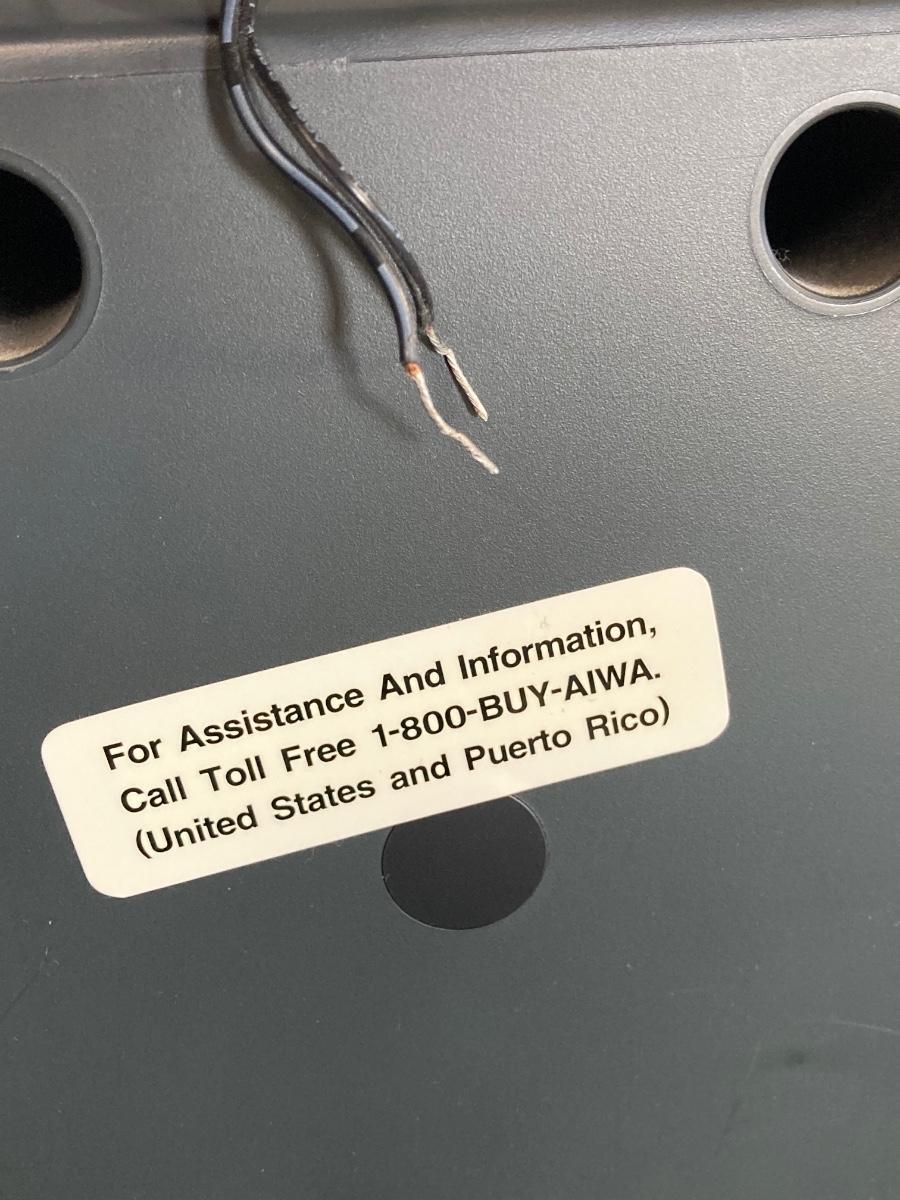 For Assistance And Information,
Call Toll Free 1-800-BUY-AIWA.
(United States and Puerto Rico)